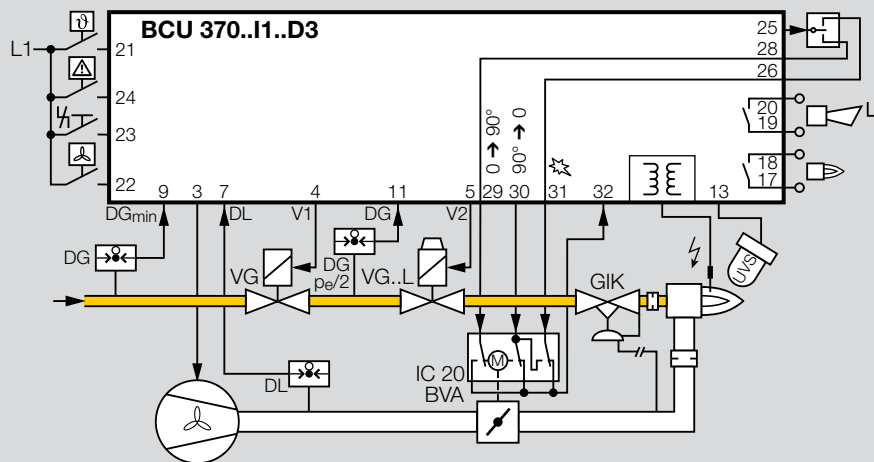 BCU 370..I1..D3
L1
ϑ
21
24
23
22
25
28
26
20
19
18
17
L
0 ➔ 90°
90° ➔ 0
9
3
7
4
11
5
29
30
31
32
13
DGmin
DL
V1
DG
V2
DG
VG
DG
pe/2
VG..L
GIK
UVS
M
IC 20
BVA
DL